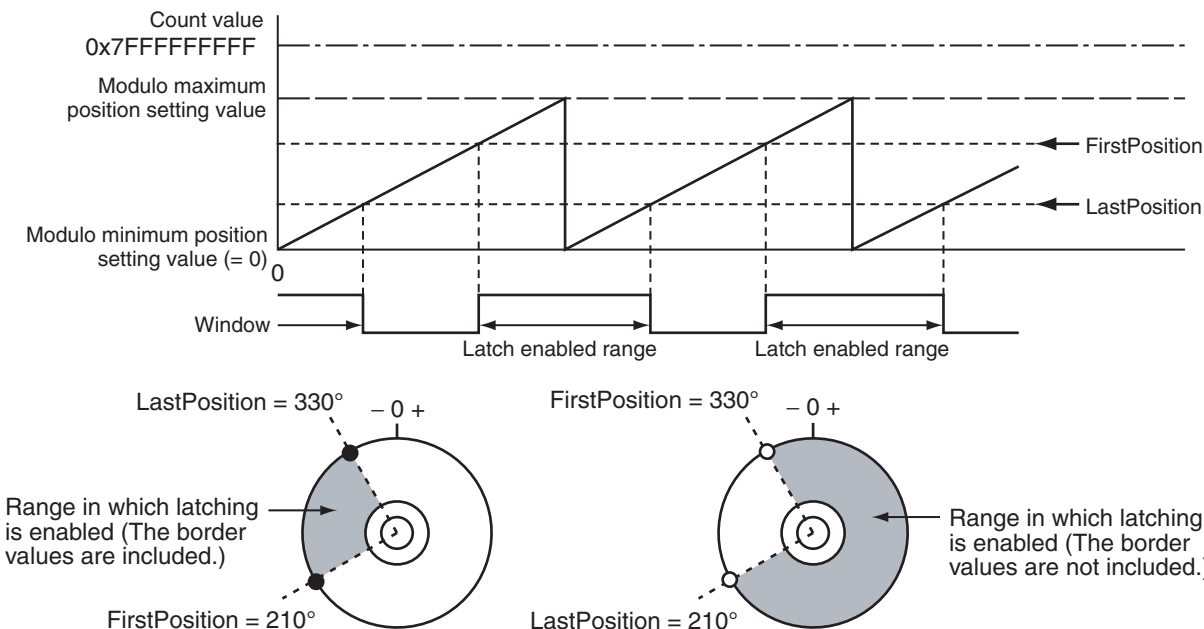 Count value
0x7FFFFFFFFF
Modulo maximum
position setting value
FirstPosition
LastPosition
Modulo minimum position
setting value (= 0)
0
Window
Latch enabled range
Latch enabled range
LastPosition = 330°
– 0 +
FirstPosition = 330°
– 0 +
Range in which latching
is enabled (The border
values are included.)
Range in which latching
is enabled (The border
values are not included.)
FirstPosition = 210°
LastPosition = 210°